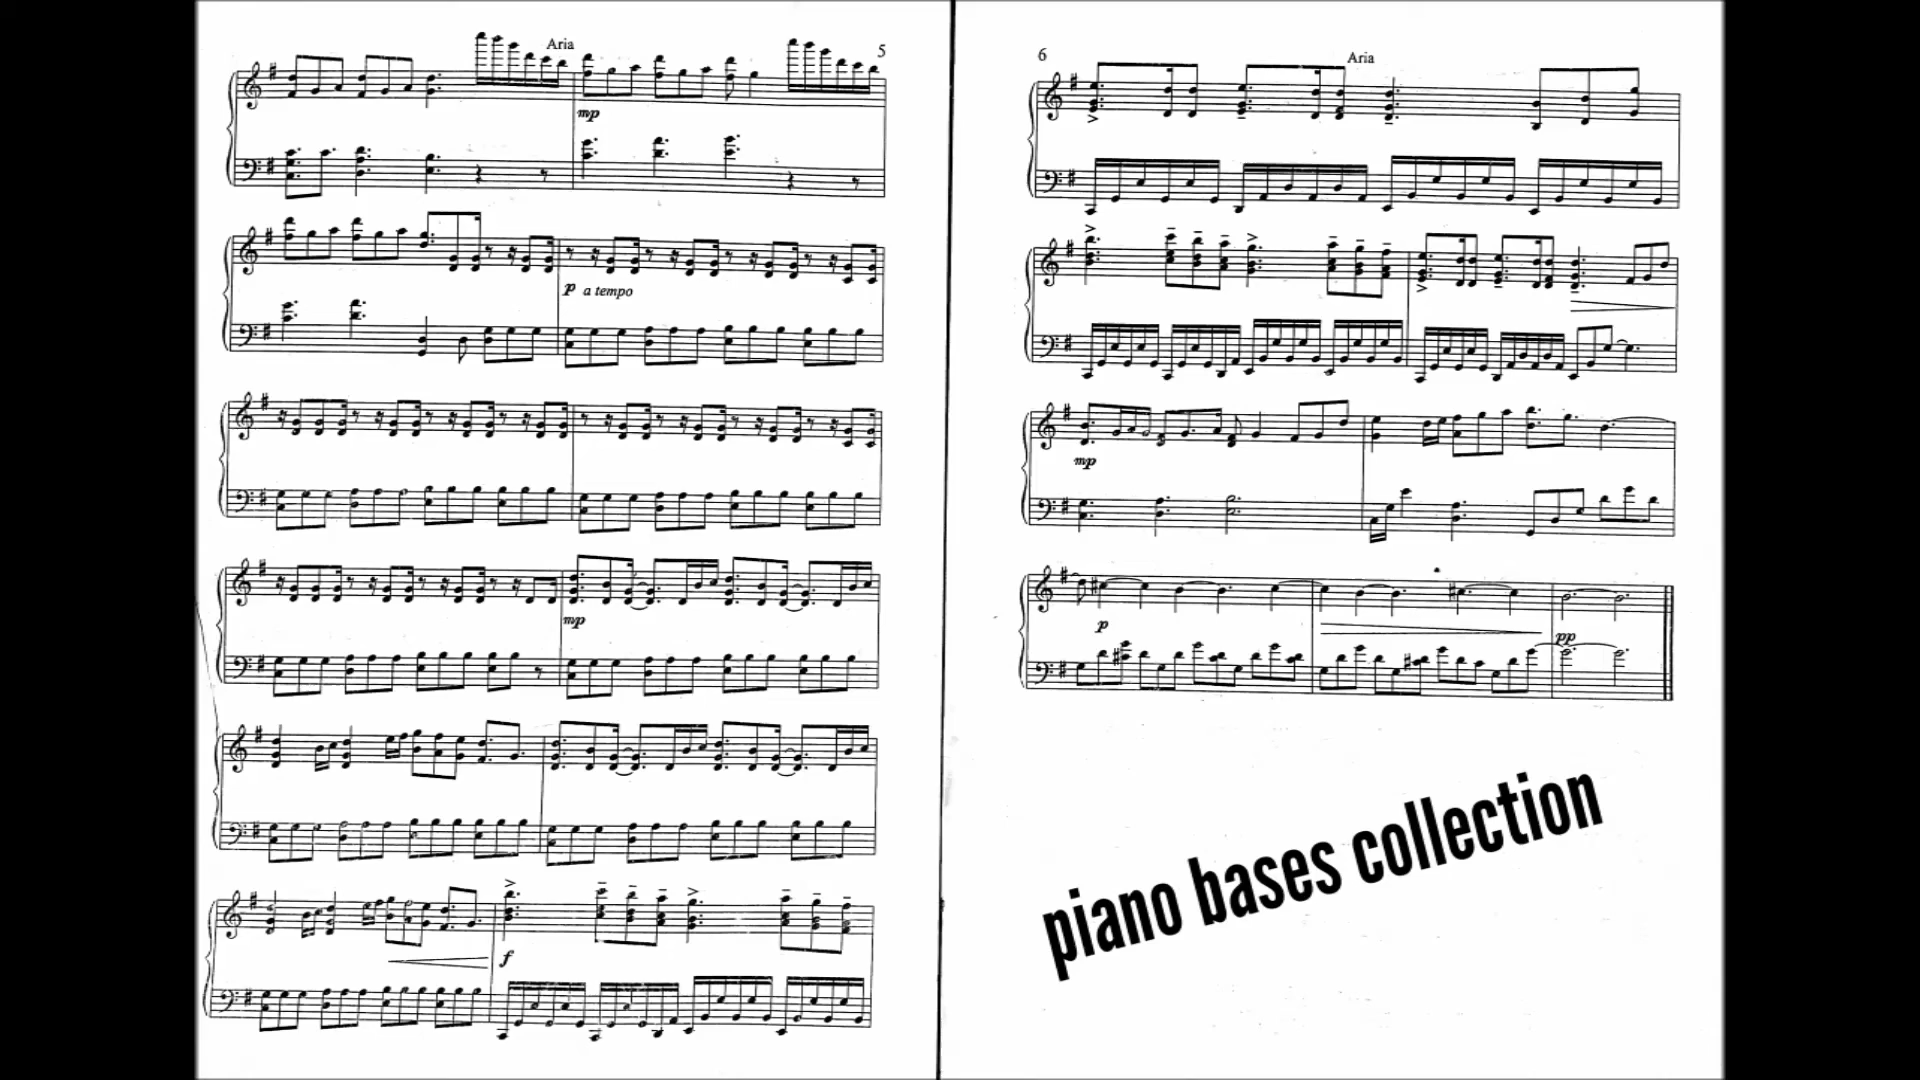 Aria
5
mp
p a tempo
mp
f
6
Aria
mp
p
pp
piano bases collection